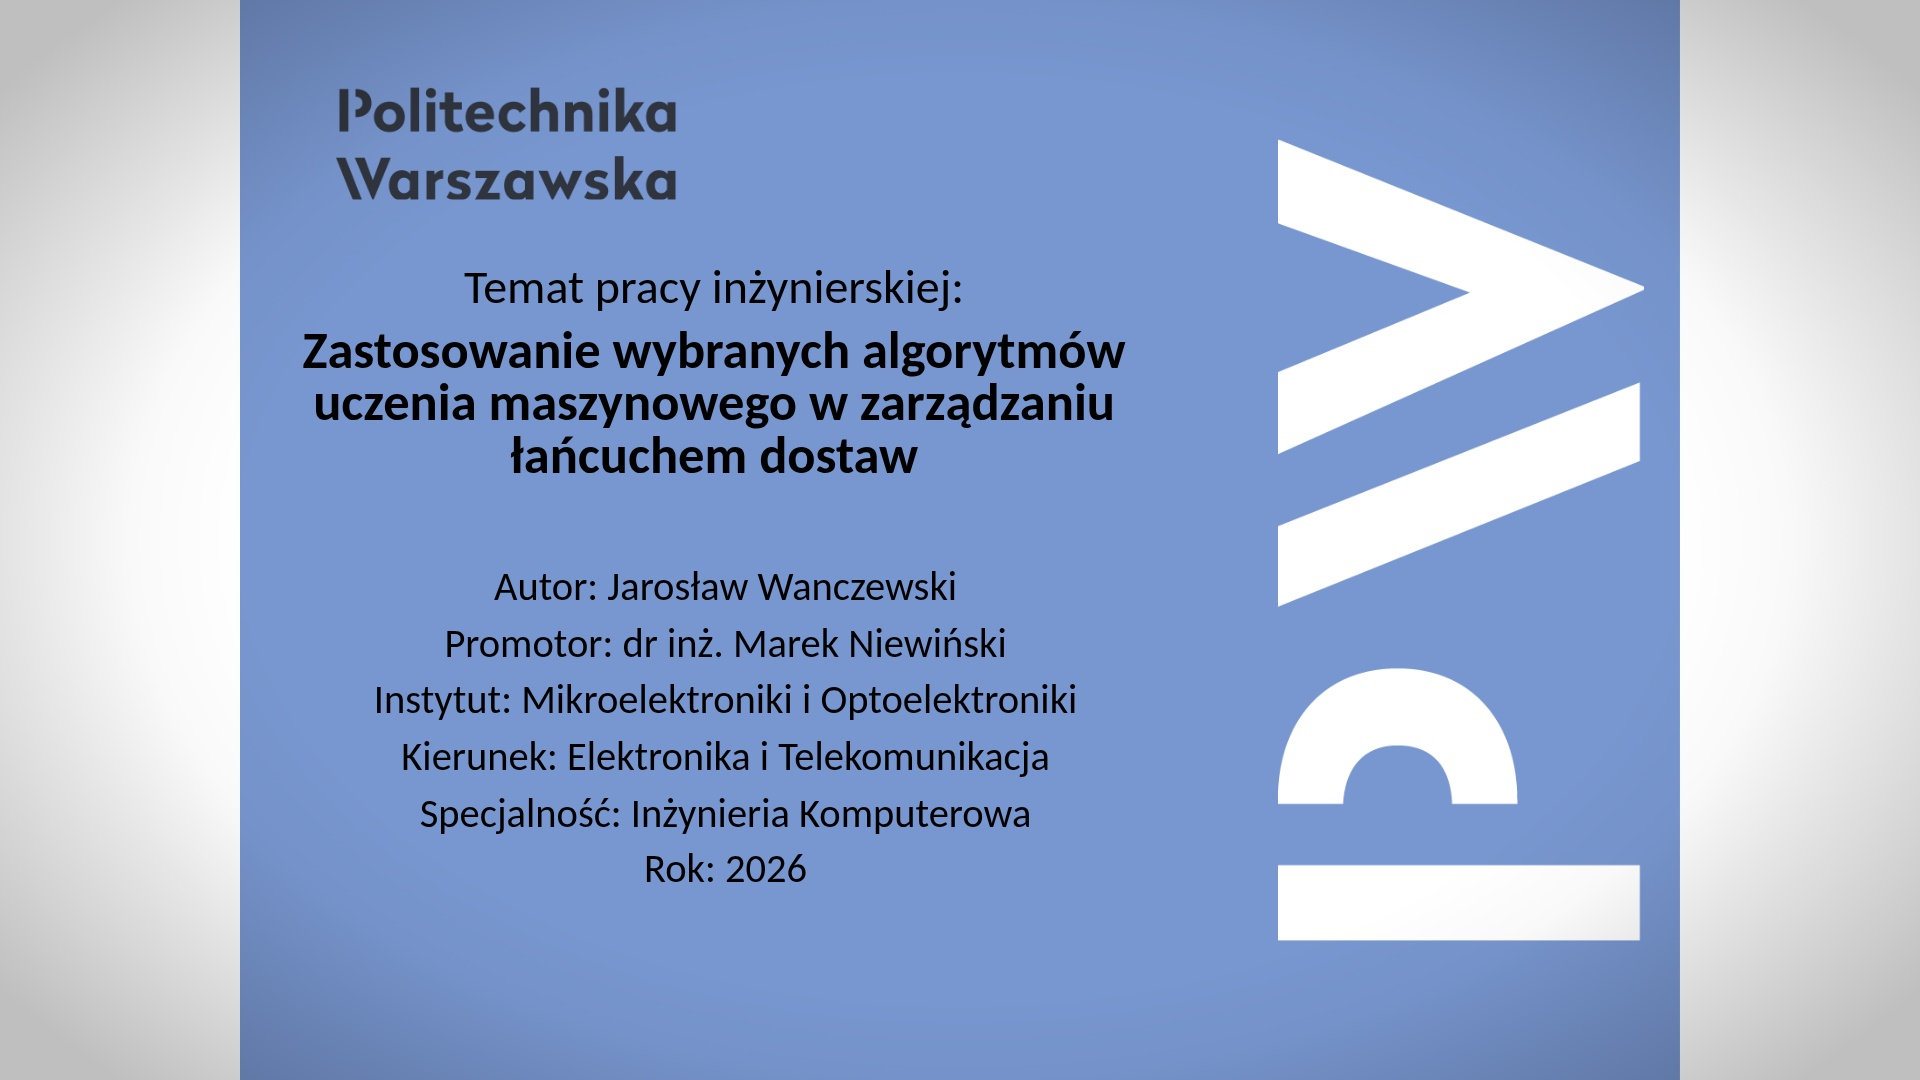 Politechnika
Warszawska
Temat pracy inżynierskiej:
Zastosowanie wybranych algorytmów
uczenia maszynowego w zarządzaniu
łańcuchem dostaw
Autor: Jarosław Wanczewski
Promotor: dr inż. Marek Niewiński
Instytut: Mikroelektroniki i Optoelektroniki
Kierunek: Elektronika i Telekomunikacja
Specjalność: Inżynieria Komputerowa
Rok: 2026
PW